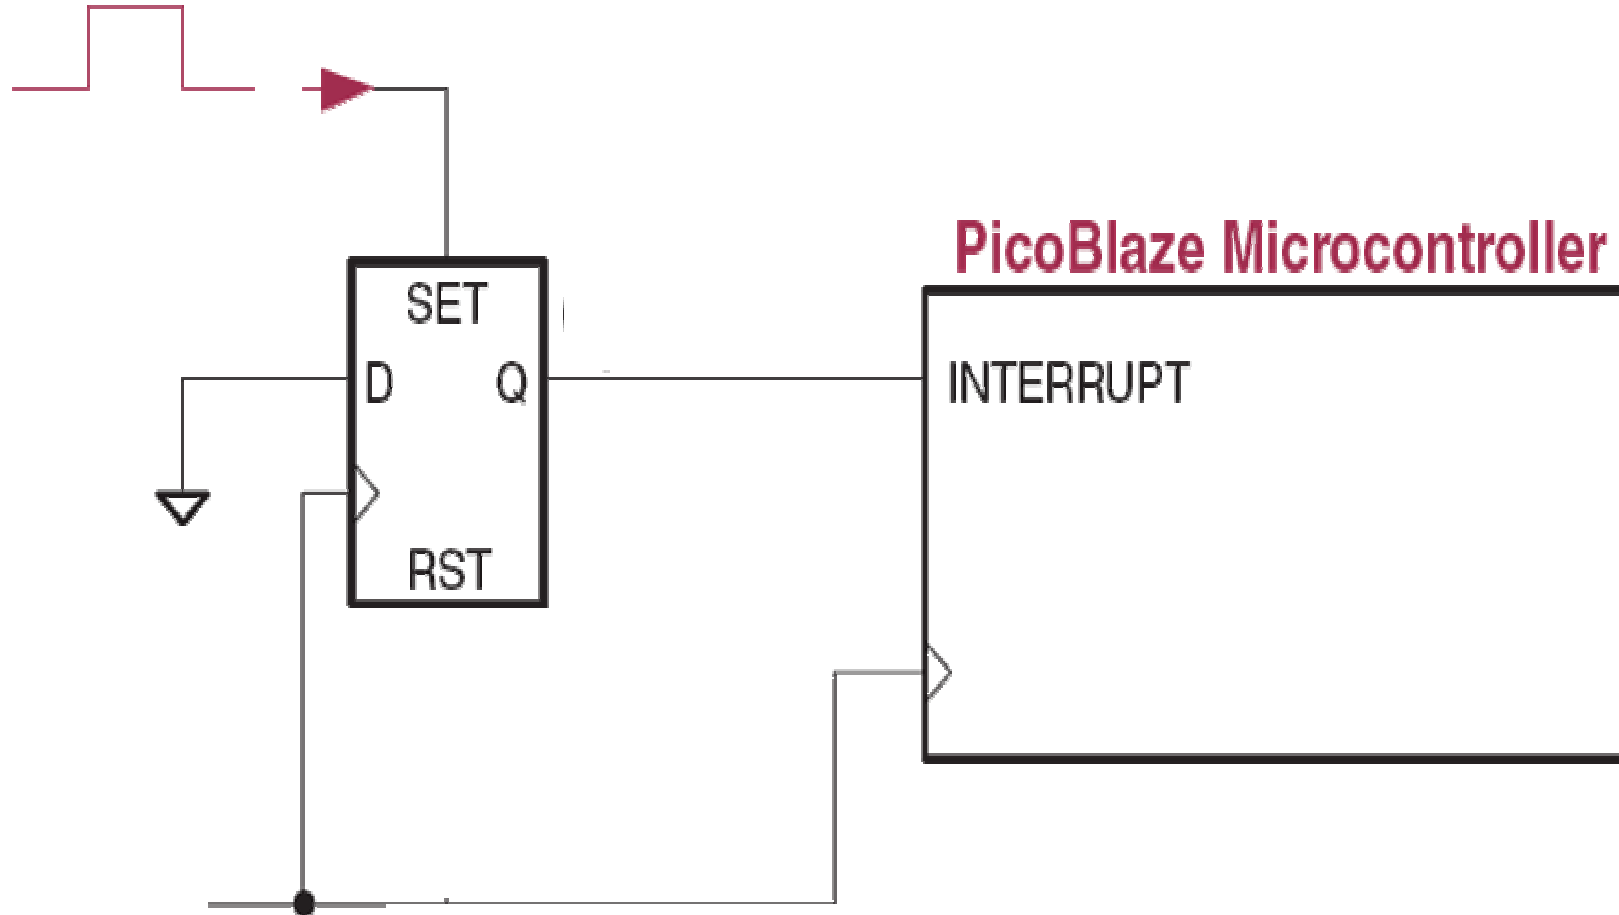 PicoBlaze Microcontroller
SET
D Q
INTERRUPT
RST